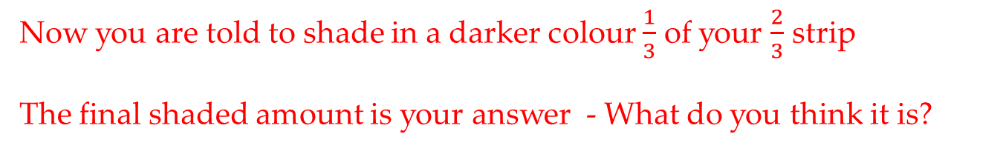 Now you are told to shade in a darker colour 1/3 of your 2/3 strip
The final shaded amount is your answer - What do you think it is?